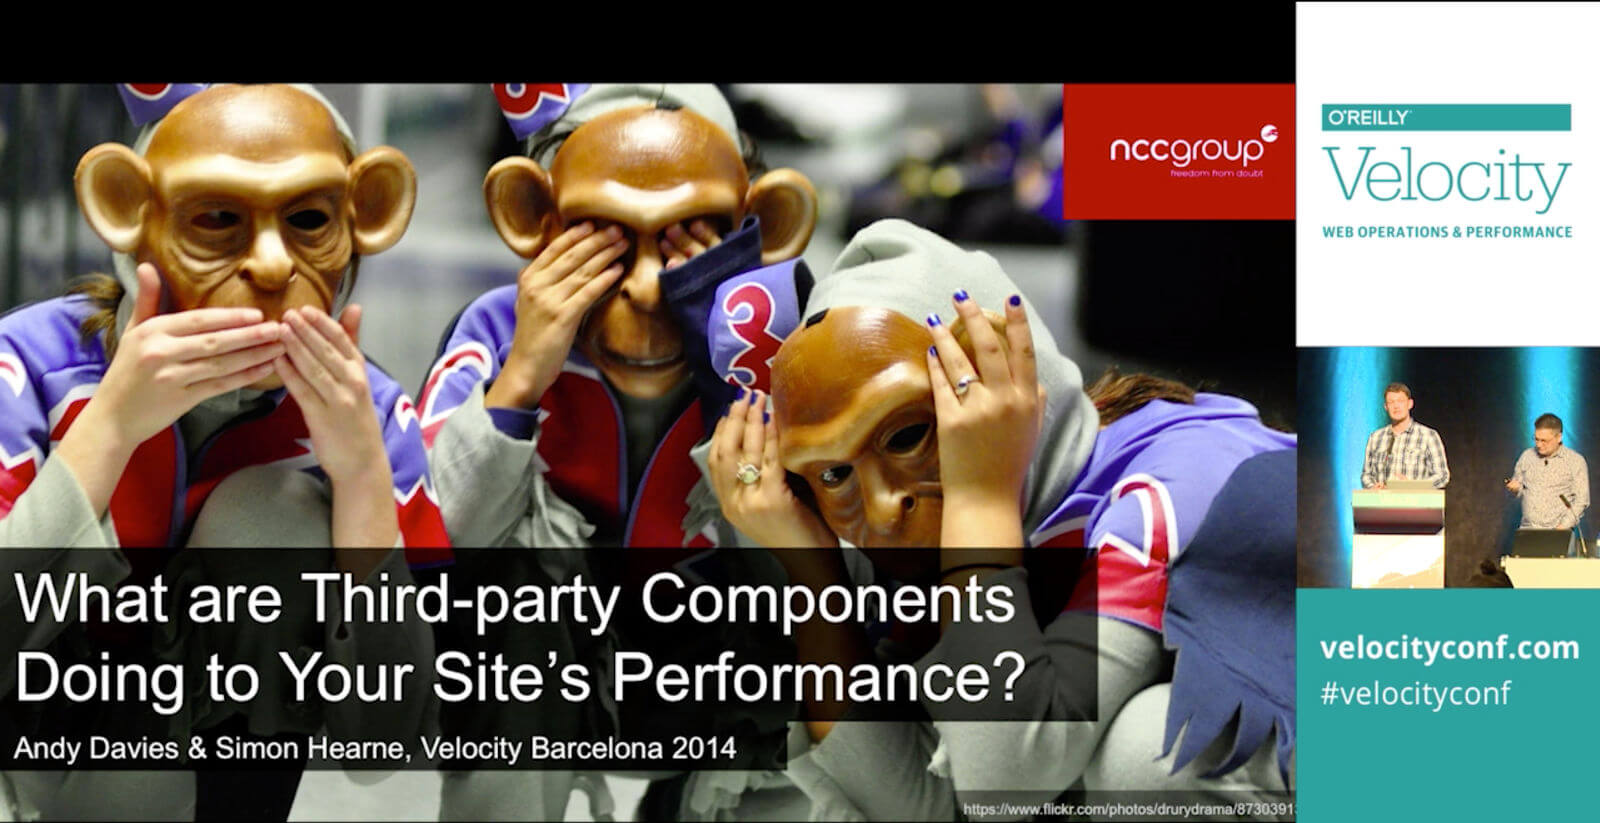 nccgroup
freedom from doubt
What are Third-party Components
Doing to Your Site’s Performance?
Andy Davies & Simon Hearne, Velocity Barcelona 2014
https://www.flickr.com/photos/drurydrama/8730391
O'REILLY
Velocity
WEB OPERATIONS & PERFORMANCE
velocityconf.com
#velocityconf